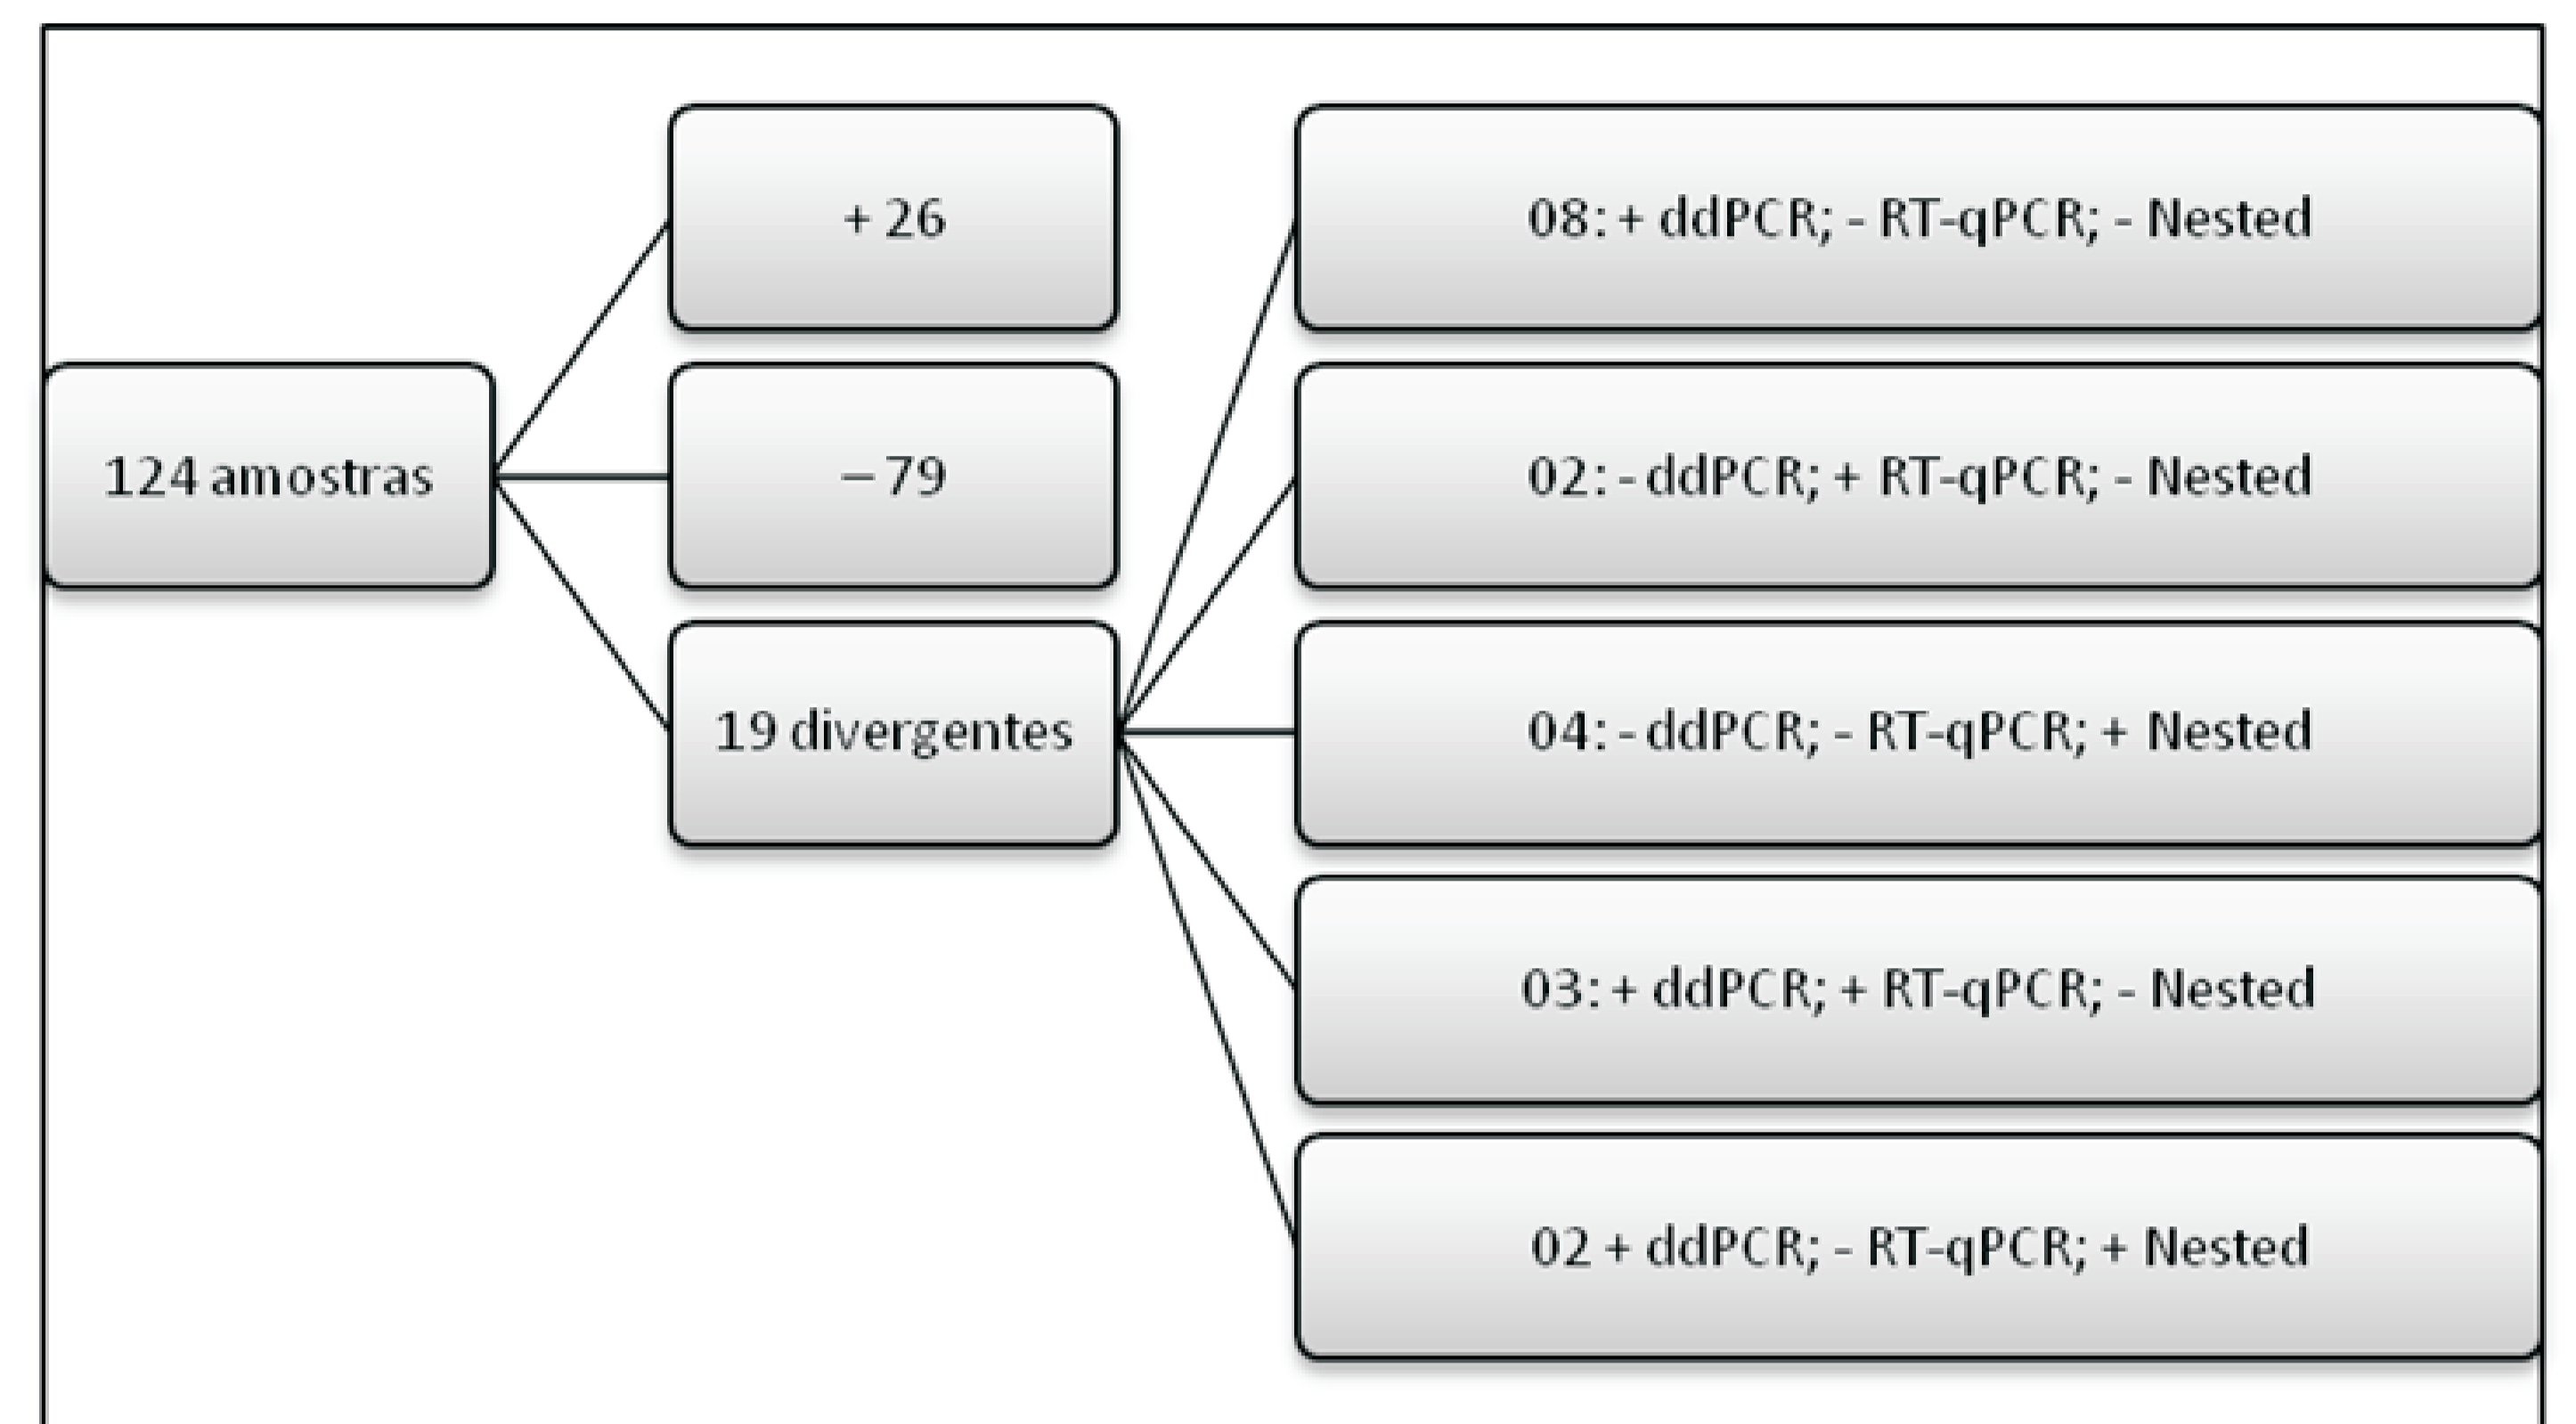 124 amostras
+ 26
– 79
19 divergentes
08: + ddPCR; - RT-qPCR; - Nested
02: - ddPCR; + RT-qPCR; - Nested
04: - ddPCR; - RT-qPCR; + Nested
03: + ddPCR; + RT-qPCR; - Nested
02 + ddPCR; - RT-qPCR; + Nested